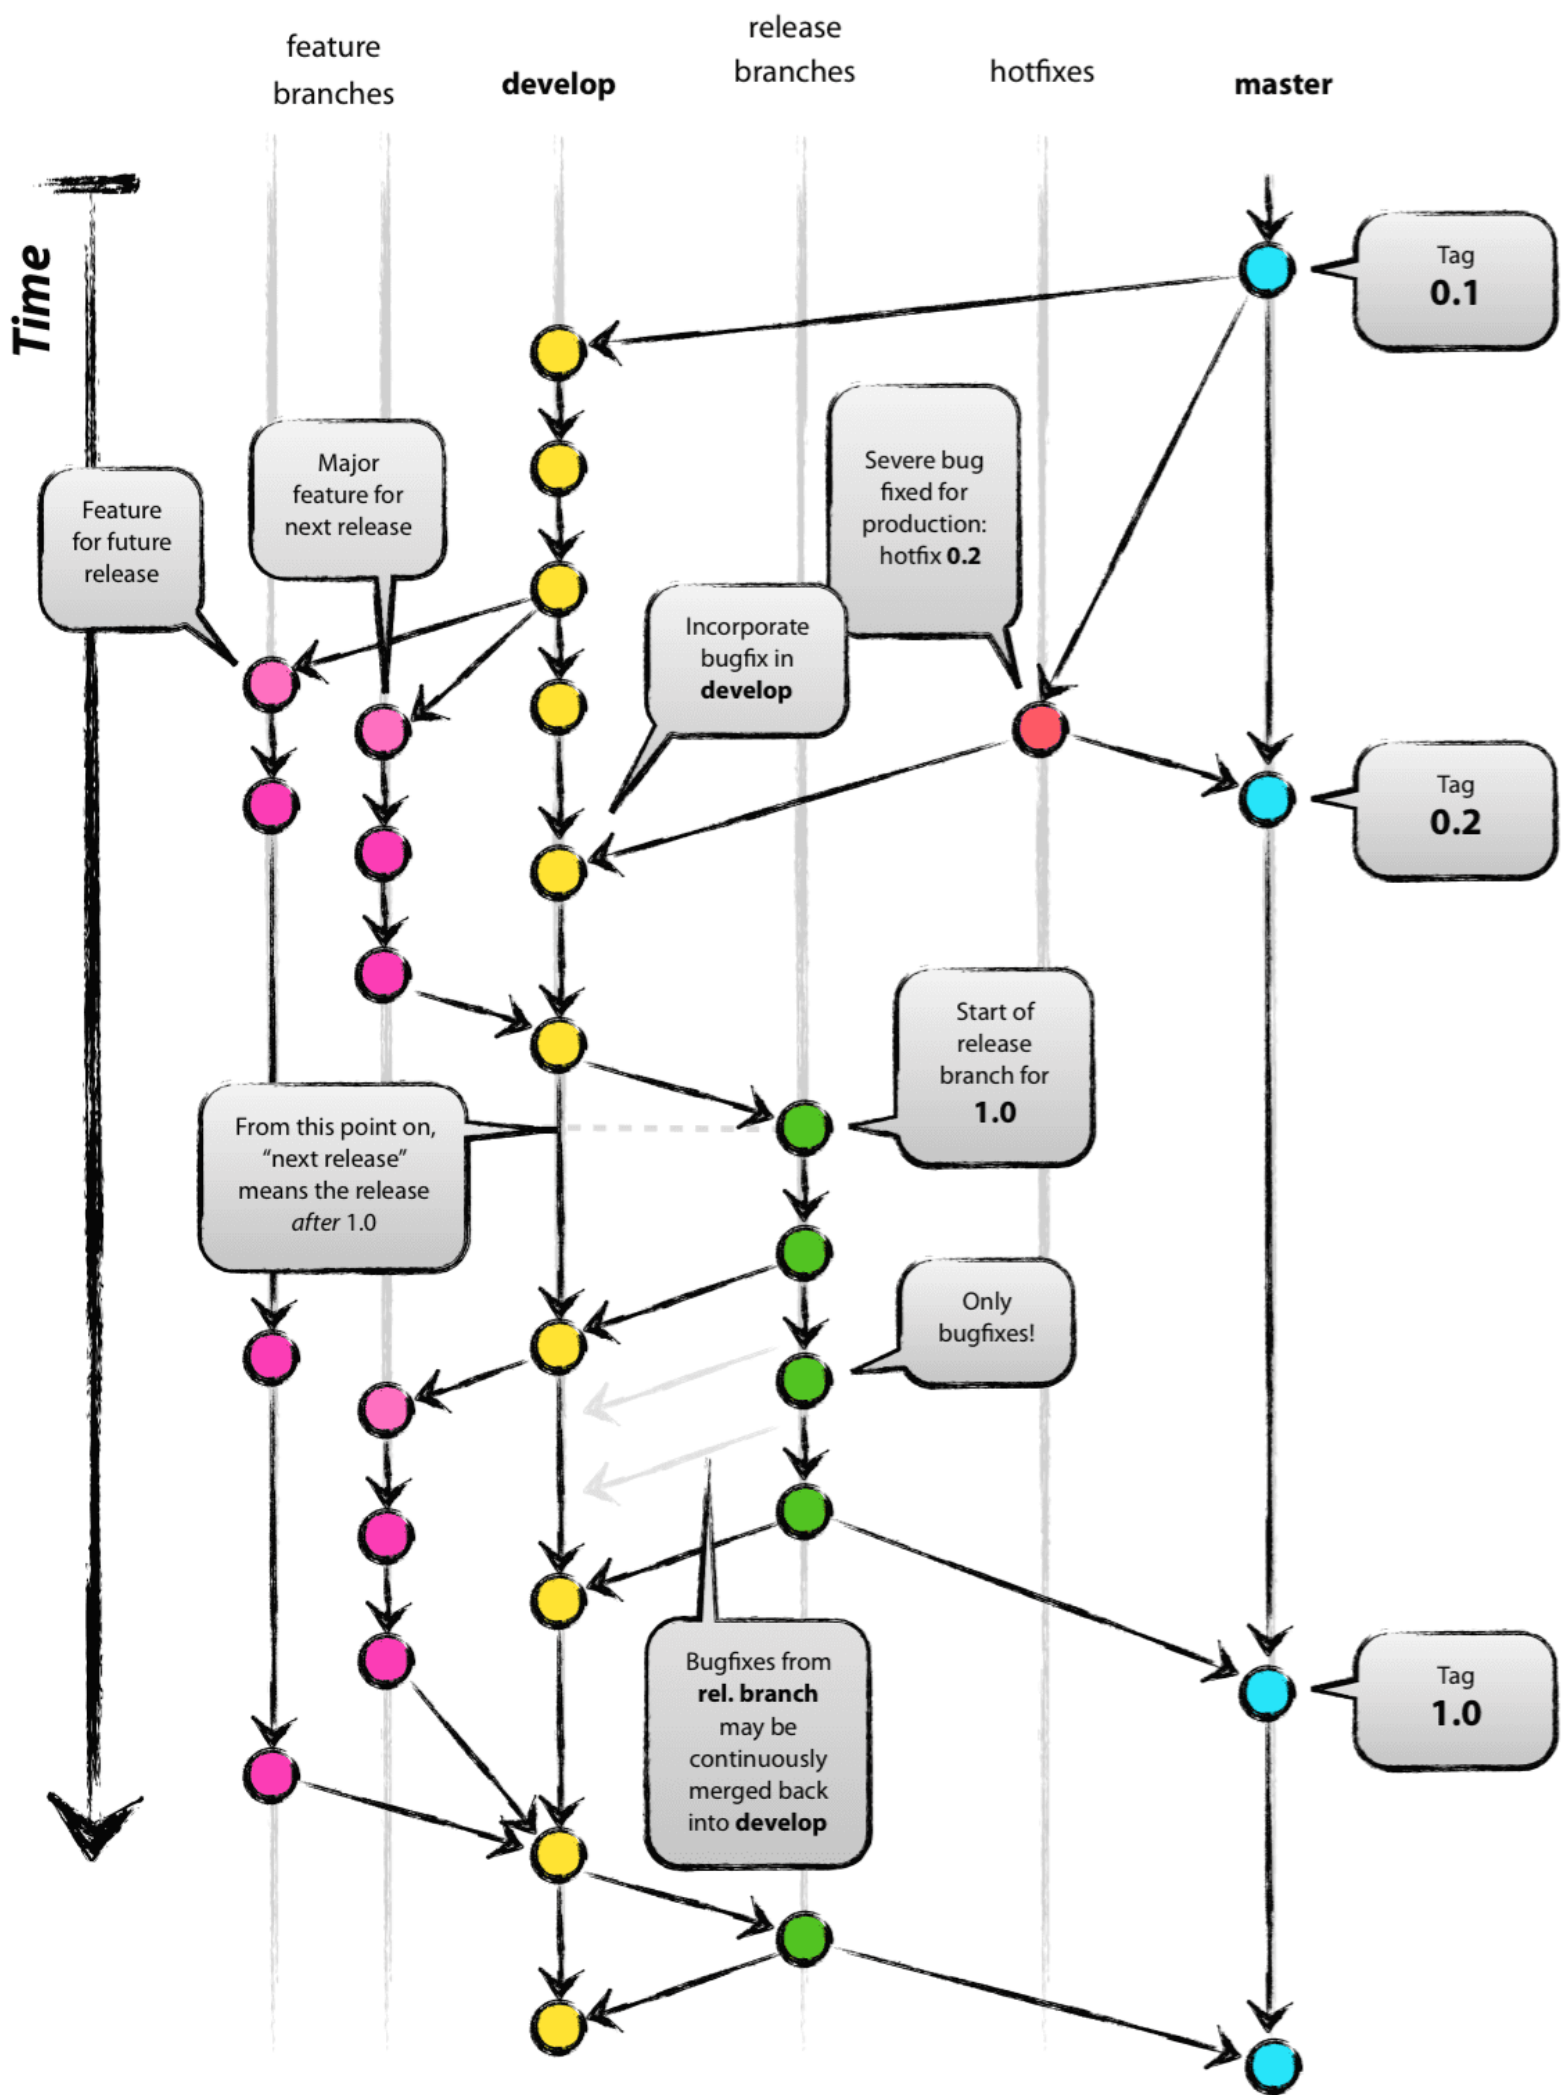 feature
branches
develop
release
branches
hotfixes
master
Time
Tag
0.1
Major
feature for
next release
Feature
for future
release
Severe bug
fixed for
production:
hotfix 0.2
Incorporate
bugfix in
develop
Tag
0.2
Start of
release
branch for
1.0
From this point on,
“next release”
means the release
after 1.0
Only
bugfixes!
Bugfixes from
rel. branch
may be
continuously
merged back
into develop
Tag
1.0